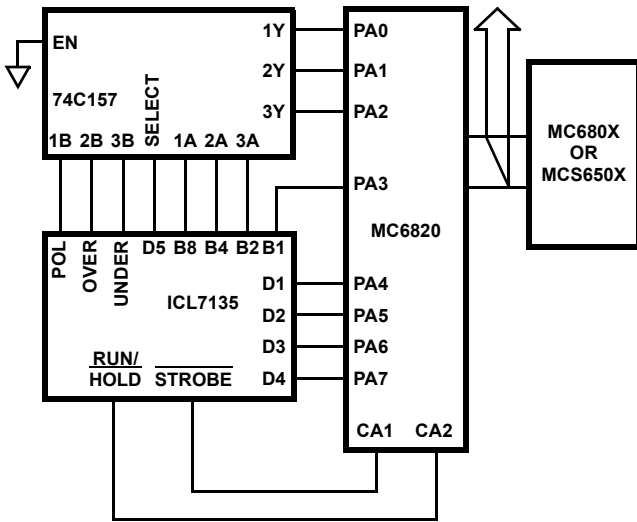 EN
1Y
PA0
2Y
PA1
74C157
3Y
PA2
SELECT
1B 2B 3B 1A 2A 3A
MC680X
OR
MCS650X
PA3
MC6820
POL
OVER
UNDER
D5 B8 B4 B2 B1
D1
PA4
ICL7135
D2
PA5
D3
PA6
RUN/
HOLD
STROBE
D4
PA7
CA1 CA2